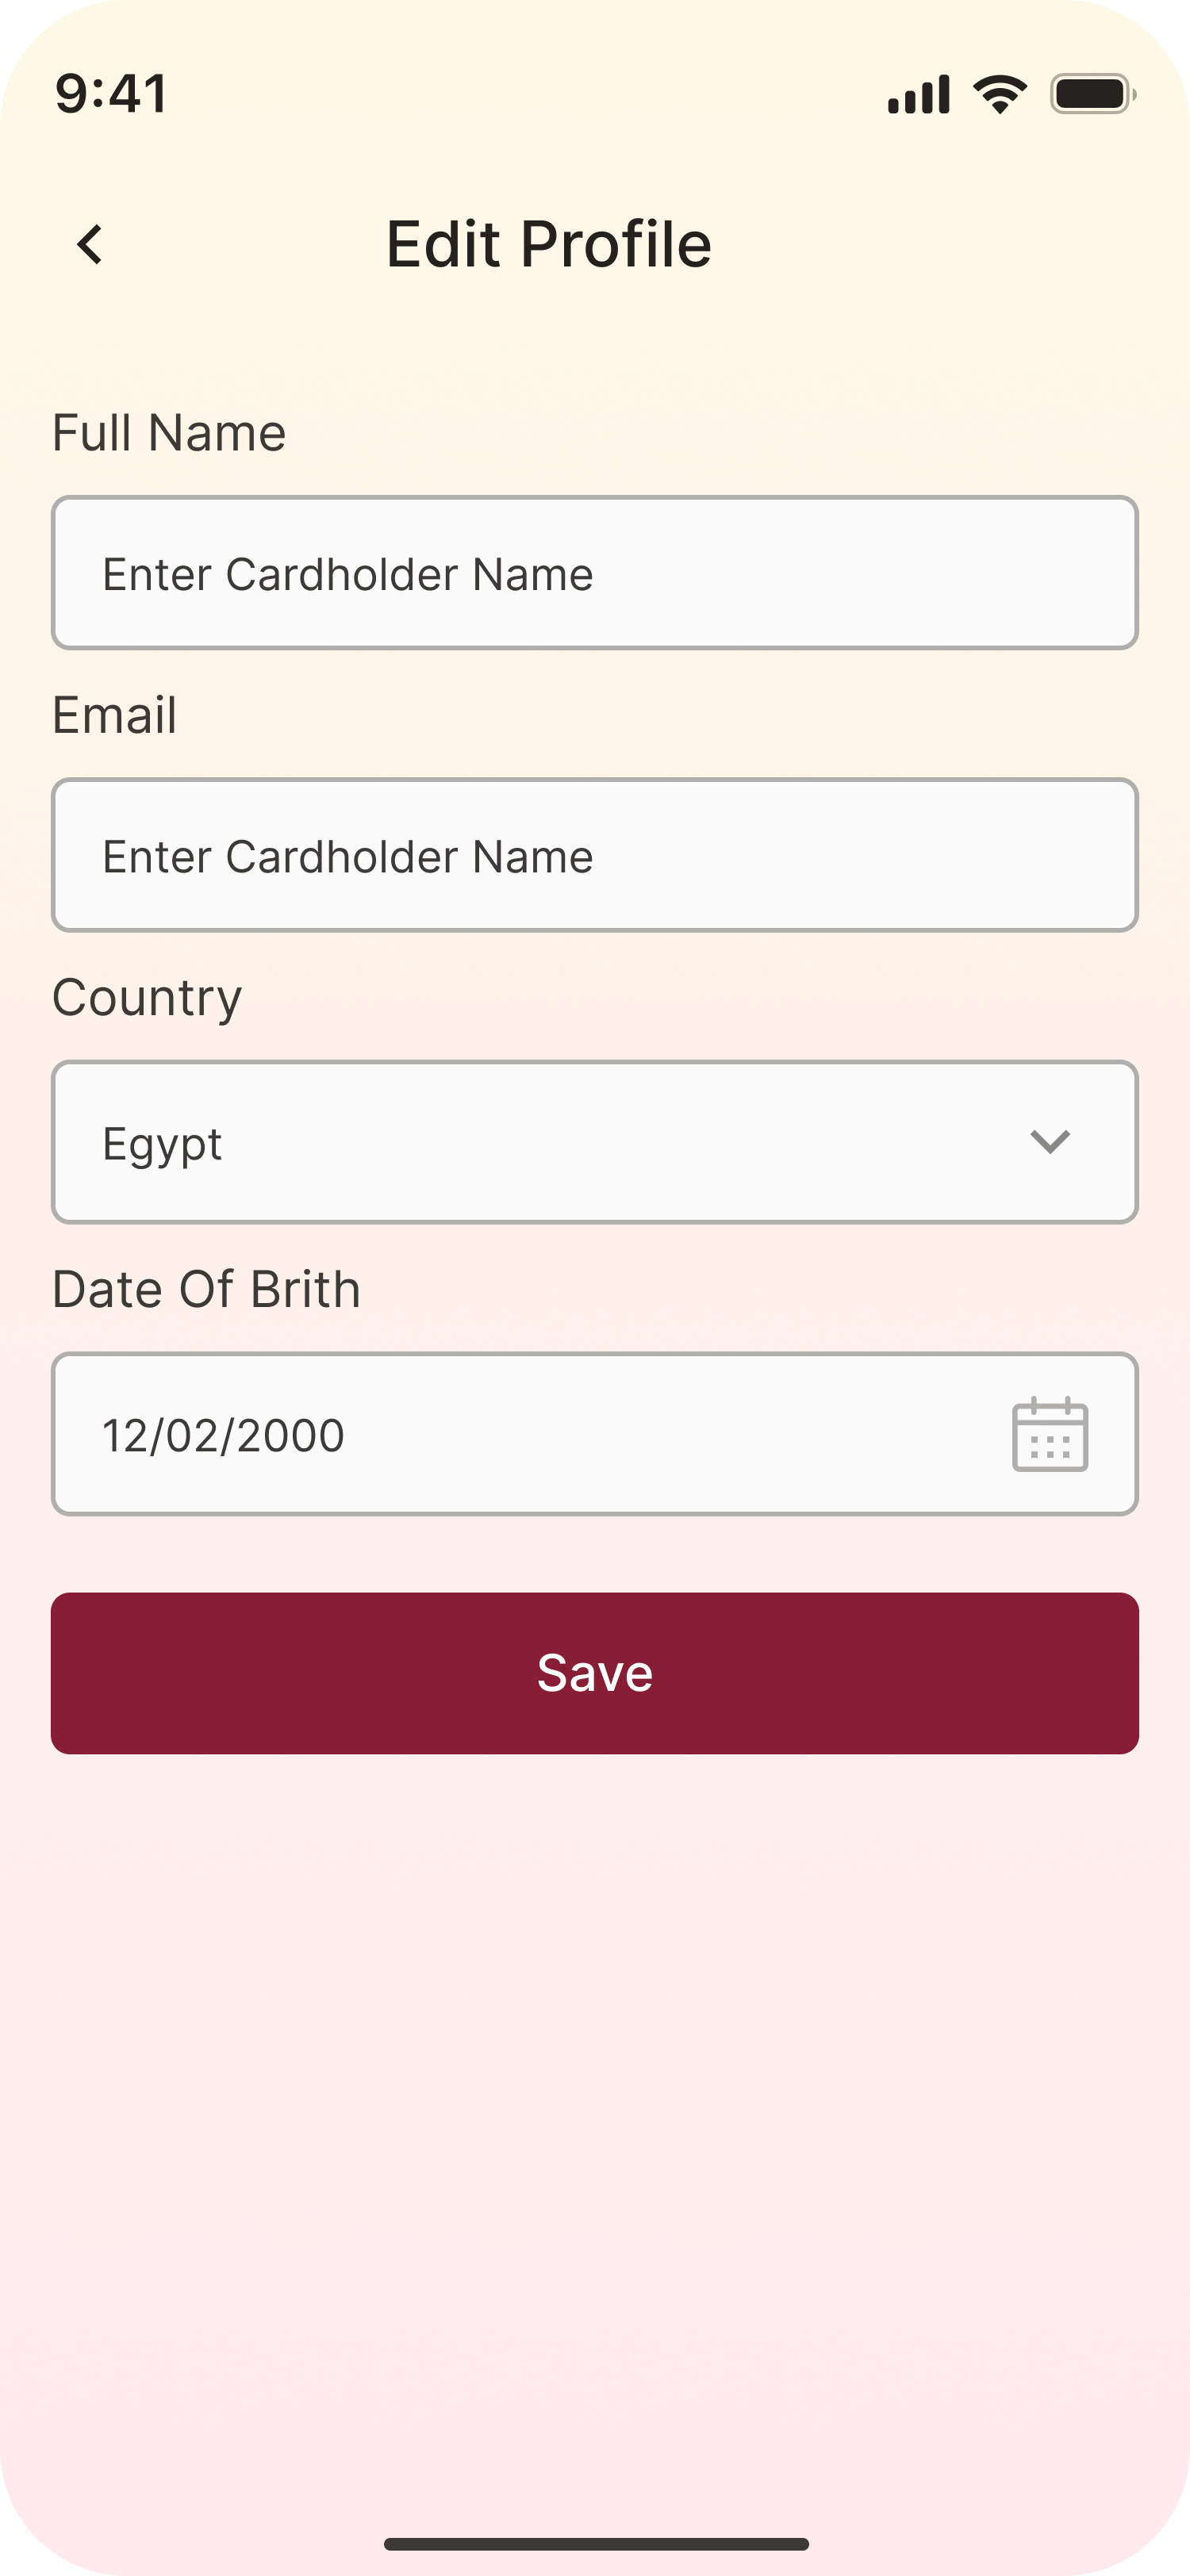 9:41
Edit Profile
Full Name
Enter Cardholder Name
Email
Enter Cardholder Name
Country
Egypt
Date Of Brith
12/02/2000
Save